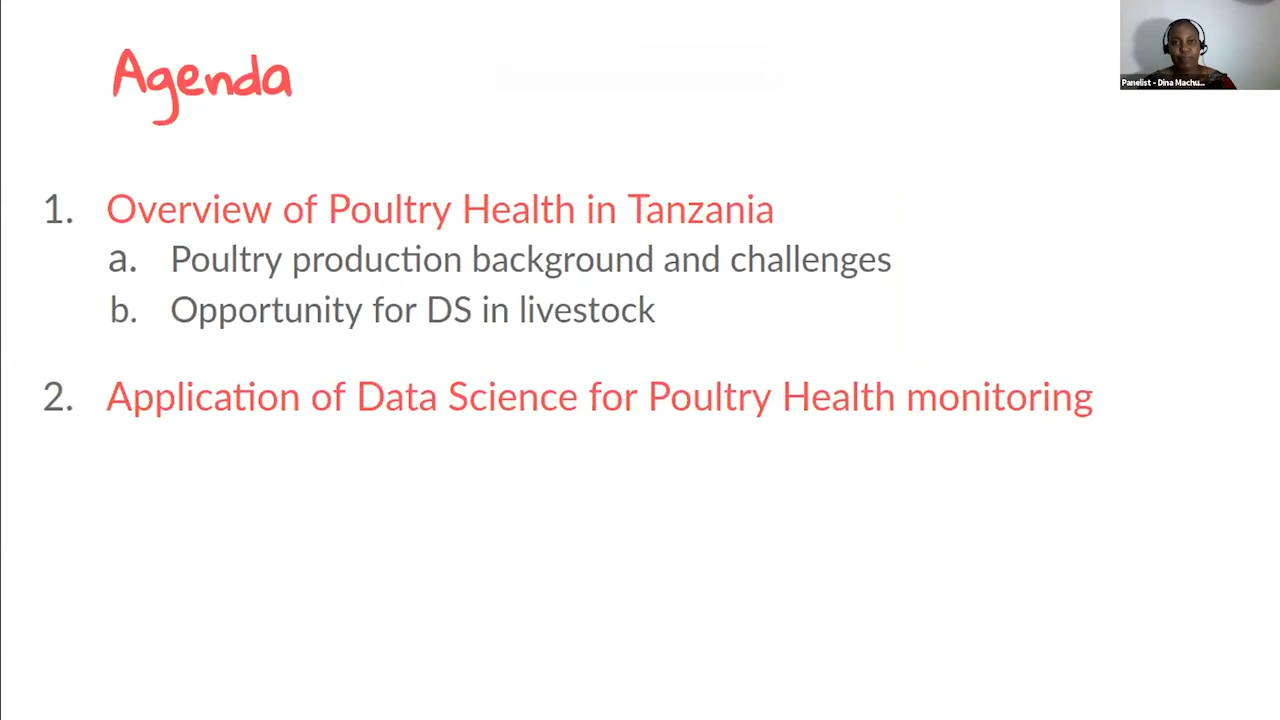 Agenda
Panelist - Dina Machu...
1. Overview of Poultry Health in Tanzania
a. Poultry production background and challenges
b. Opportunity for DS in livestock
2. Application of Data Science for Poultry Health monitoring